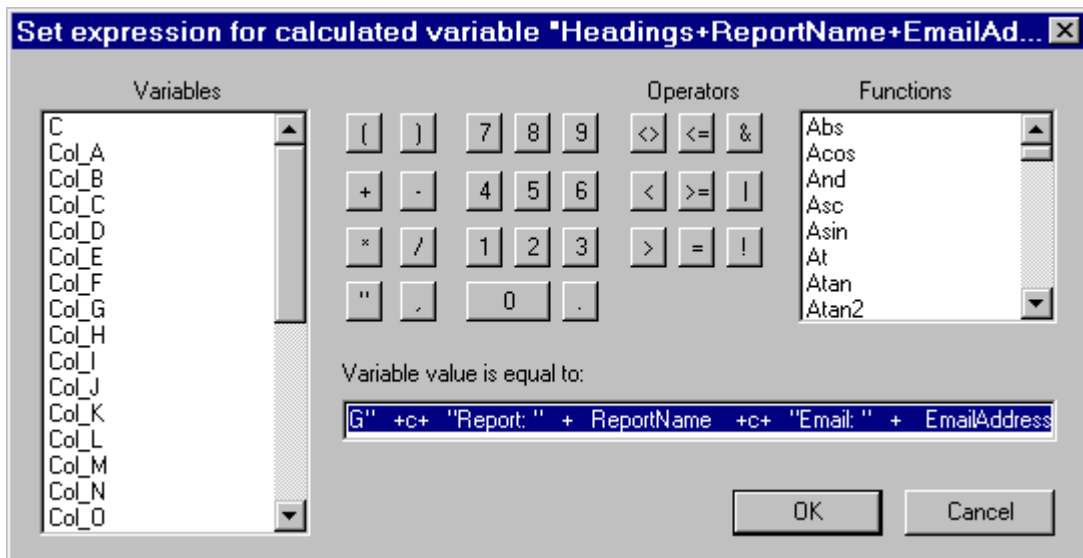 Set expression for calculated variable "Headings+ReportName+EmailAd...
Variables
C
Col_A
Col_B
Col_C
Col_D
Col_E
Col_F
Col_G
Col_H
Col_I
Col_J
Col_K
Col_L
Col_M
Col_N
Col_O
( ) 7 8 9
+ - 4 5 6
* / 1 2 3
" , 0 .
Operators
<> <= &
< >= |
> = !
Functions
Abs
Acos
And
Asc
Asin
At
Atan
Atan2
Variable value is equal to:
G" +c+ "Report: " + ReportName +c+ "Email: " + EmailAddress
OK Cancel